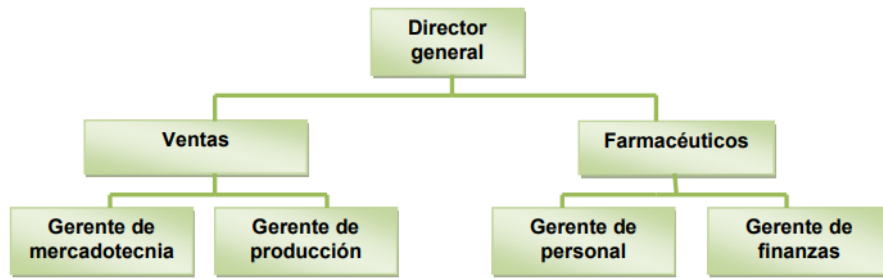 Director
general
Ventas
Farmacéuticos
Gerente de
mercadotecnia
Gerente de
producción
Gerente de
personal
Gerente de
finanzas